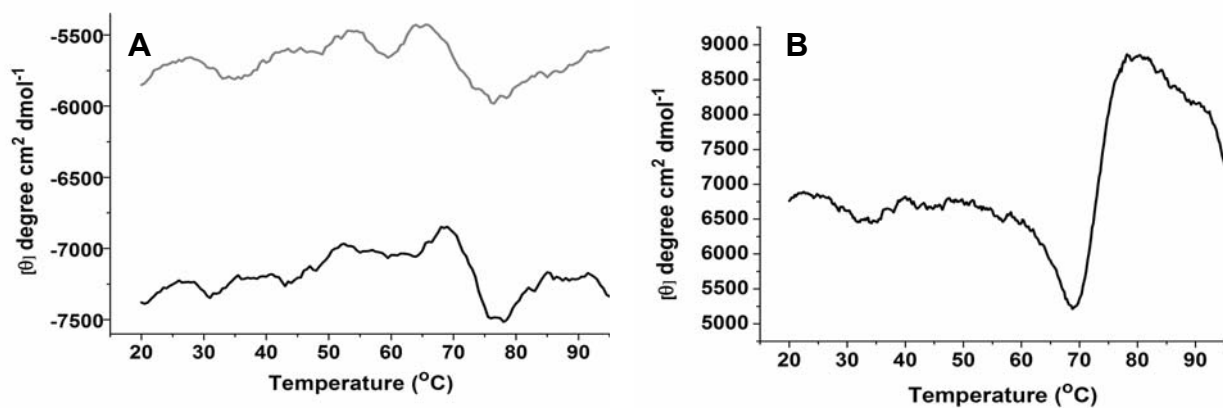 A
-5500
-6000
-6500
-7000
-7500
[θ] degree cm² dmol⁻¹
20 30 40 50 60 70 80 90
Temperature (°C)
B
9000
8500
8000
7500
7000
6500
6000
5500
5000
[θ] degree cm² dmol⁻¹
20 30 40 50 60 70 80 90
Temperature (°C)